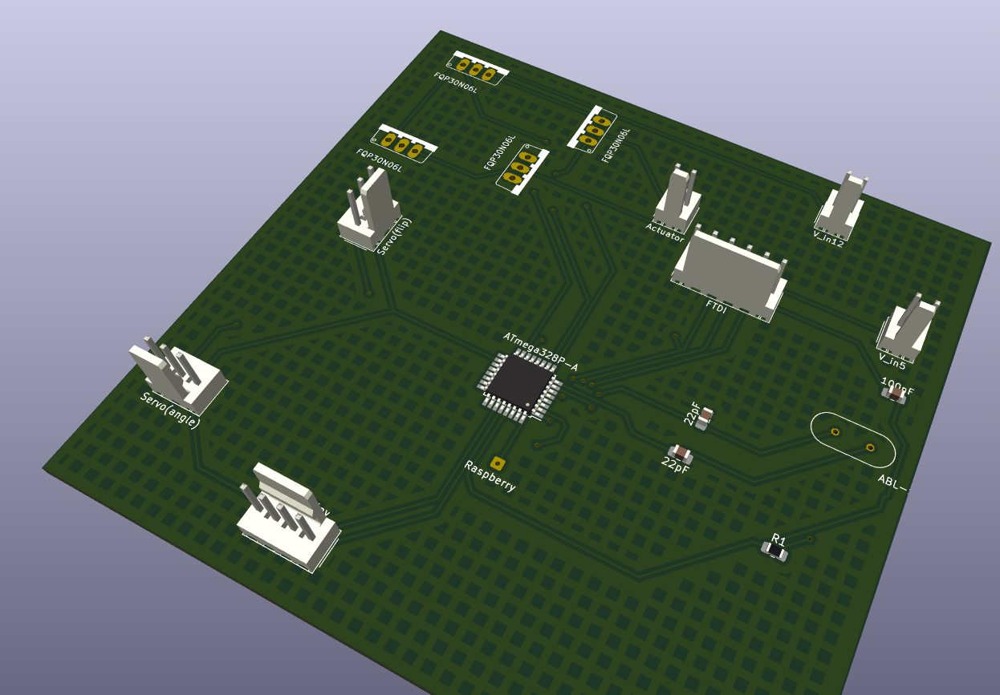 FQP30N06L
FQP30N06L
FQP30N06L
FQP30N06L
Servo(flip)
Actuator
V_in12
FTDI
ATmega328P-A
V_in5
100nF
Servo(angle)
22pF
22pF
Raspberry
ABL-
R1